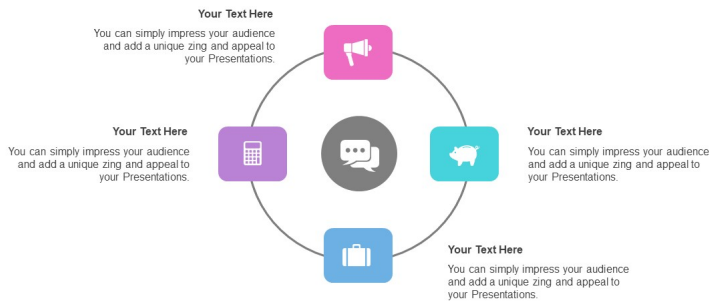 Your Text Here
You can simply impress your audience
and add a unique zing and appeal to
your Presentations.
Your Text Here
You can simply impress your audience
and add a unique zing and appeal to
your Presentations.
Your Text Here
You can simply impress your audience
and add a unique zing and appeal to
your Presentations.
Your Text Here
You can simply impress your audience
and add a unique zing and appeal to
your Presentations.